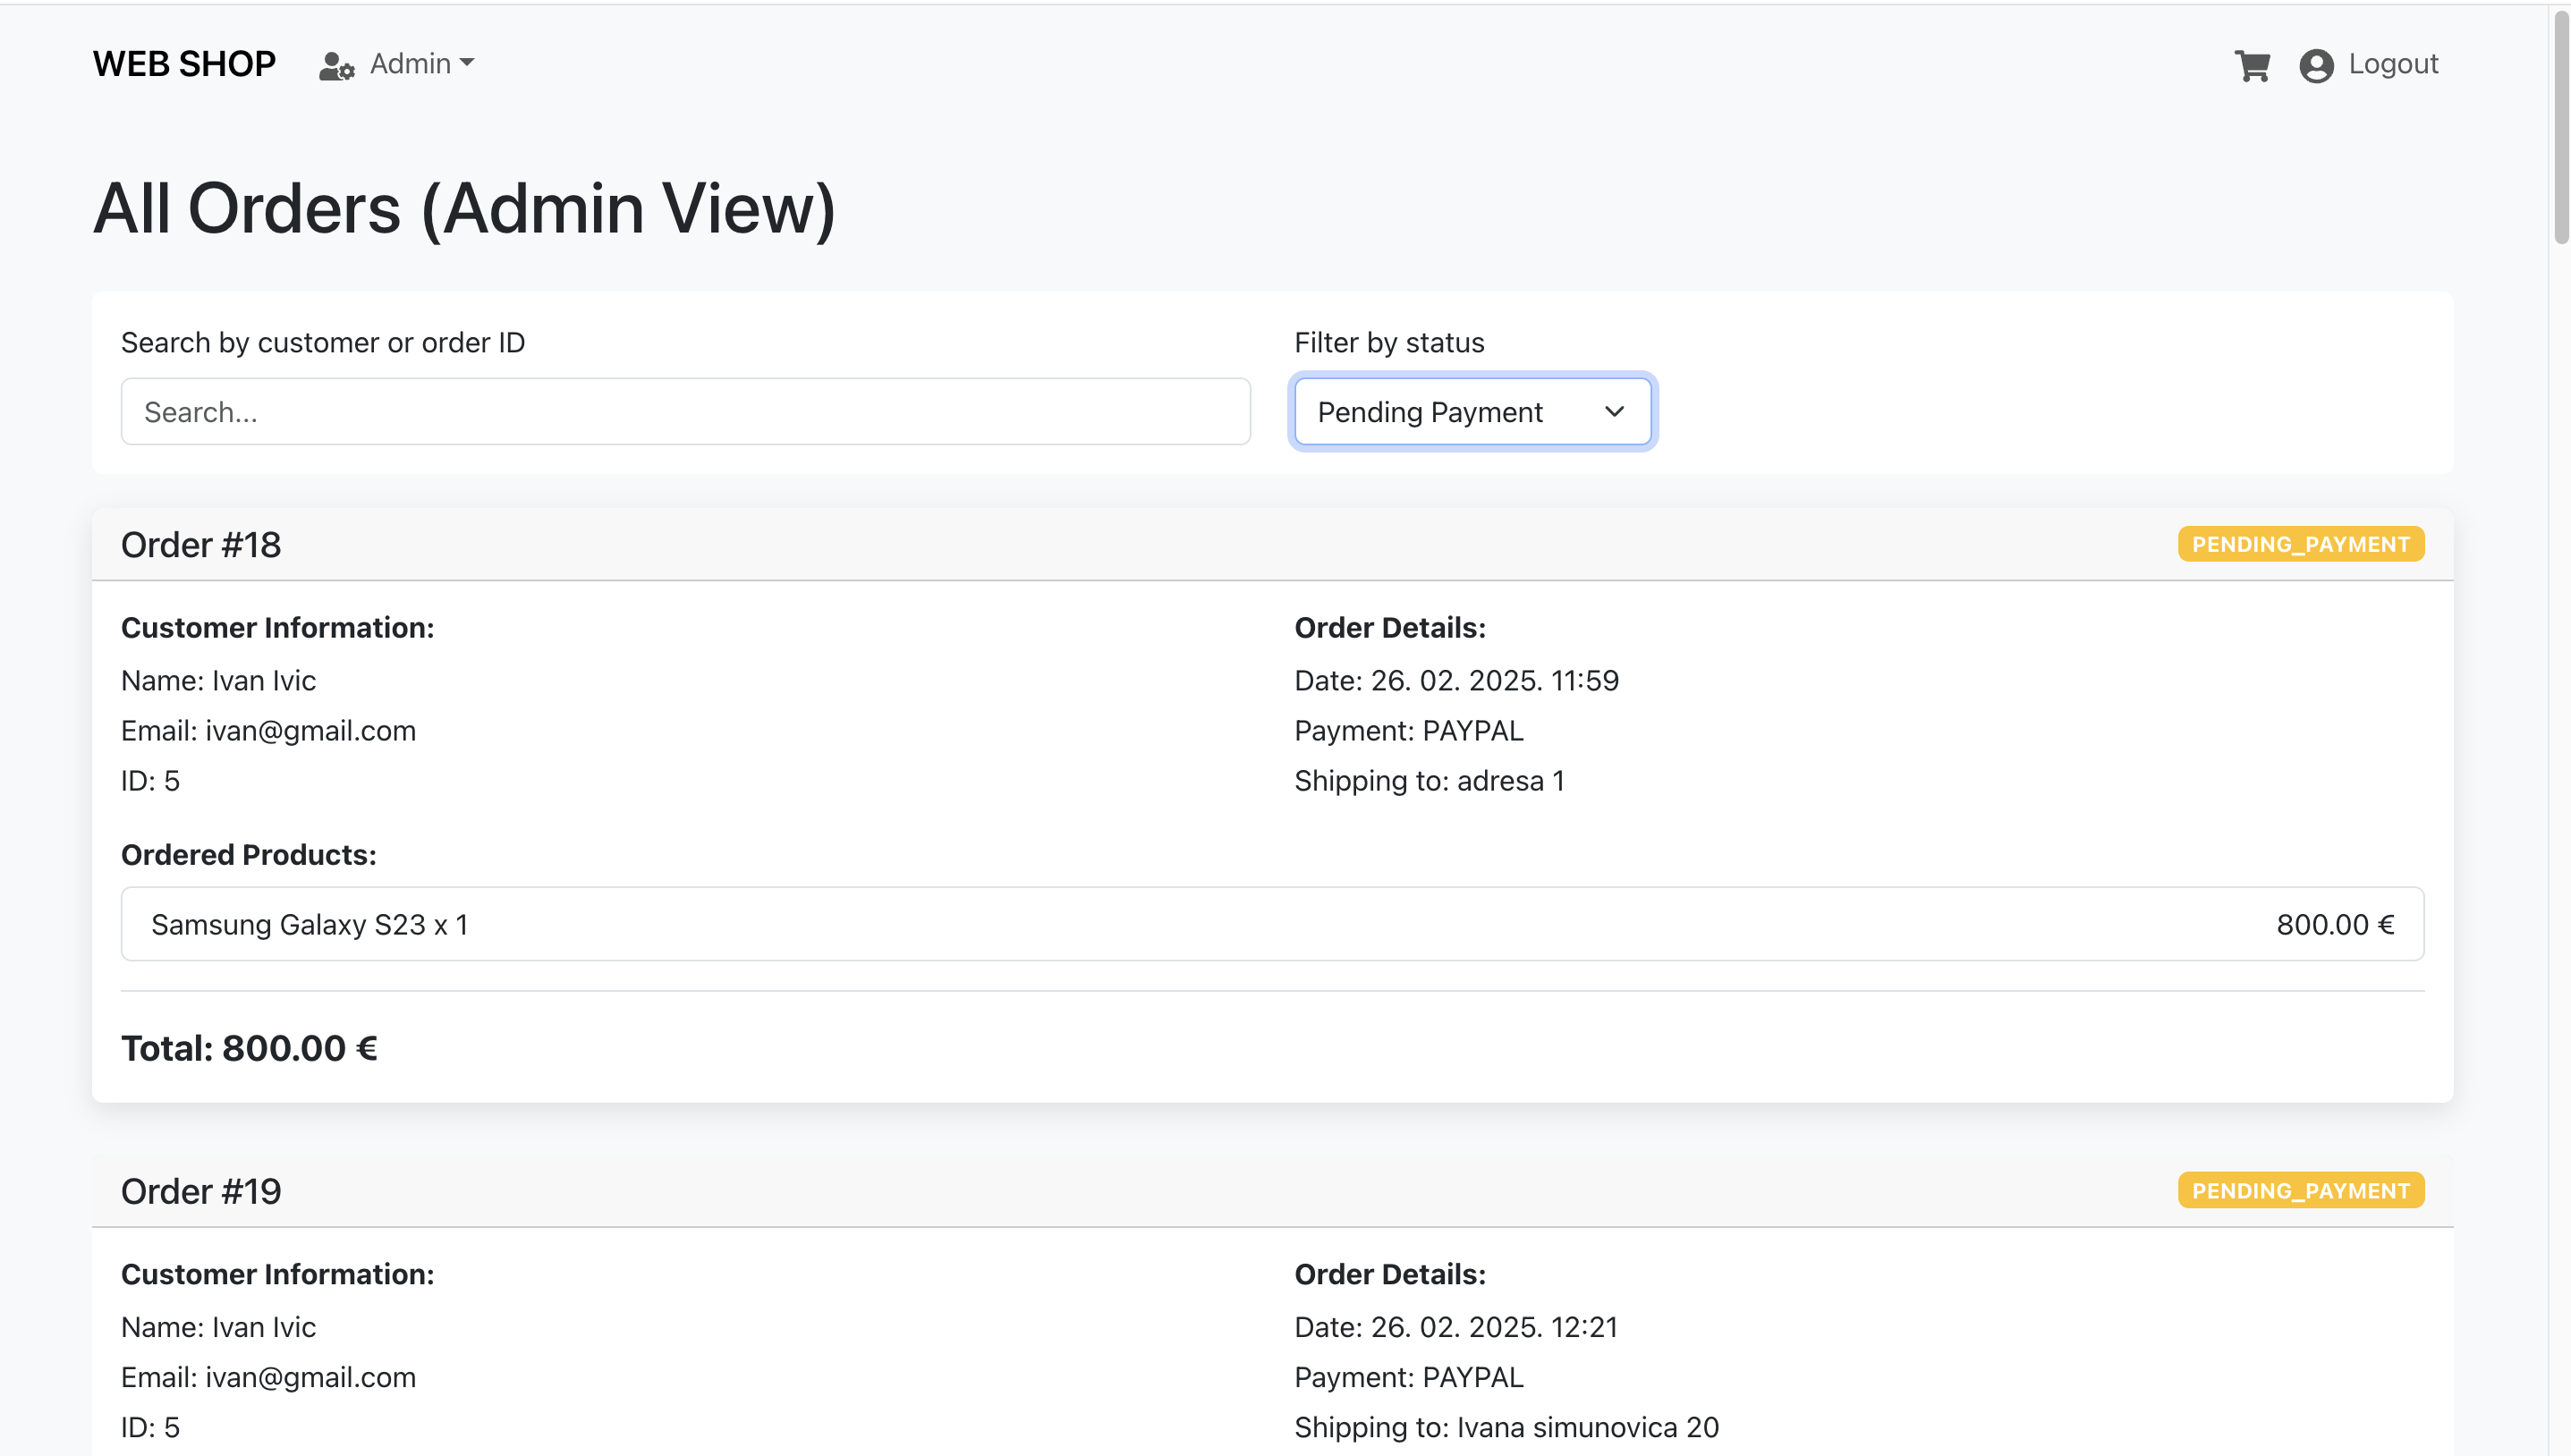 WEB SHOP Admin Logout
All Orders (Admin View)
Search by customer or order ID
Search...
Filter by status
Pending Payment
Order #18 PENDING_PAYMENT
Customer Information:
Name: Ivan Ivic
Email: ivan@gmail.com
ID: 5
Order Details:
Date: 26. 02. 2025. 11:59
Payment: PAYPAL
Shipping to: adresa 1
Ordered Products:
Samsung Galaxy S23 x 1 800.00 €
Total: 800.00 €
Order #19 PENDING_PAYMENT
Customer Information:
Name: Ivan Ivic
Email: ivan@gmail.com
ID: 5
Order Details:
Date: 26. 02. 2025. 12:21
Payment: PAYPAL
Shipping to: Ivana simunovica 20